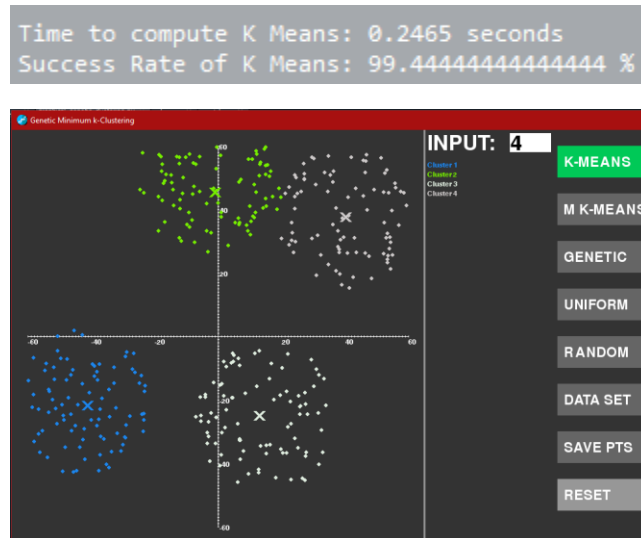 Time to compute K Means: 0.2465 seconds
Success Rate of K Means: 99.44444444444444 %
Genetic Minimum k-Clustering
INPUT: 4
Cluster 1
Cluster 2
Cluster 3
Cluster 4
K-MEANS
M K-MEANS
GENETIC
UNIFORM
RANDOM
DATA SET
SAVE PTS
RESET
60
40
20
-60
-40
-20
20
40
60
-20
-40
-60